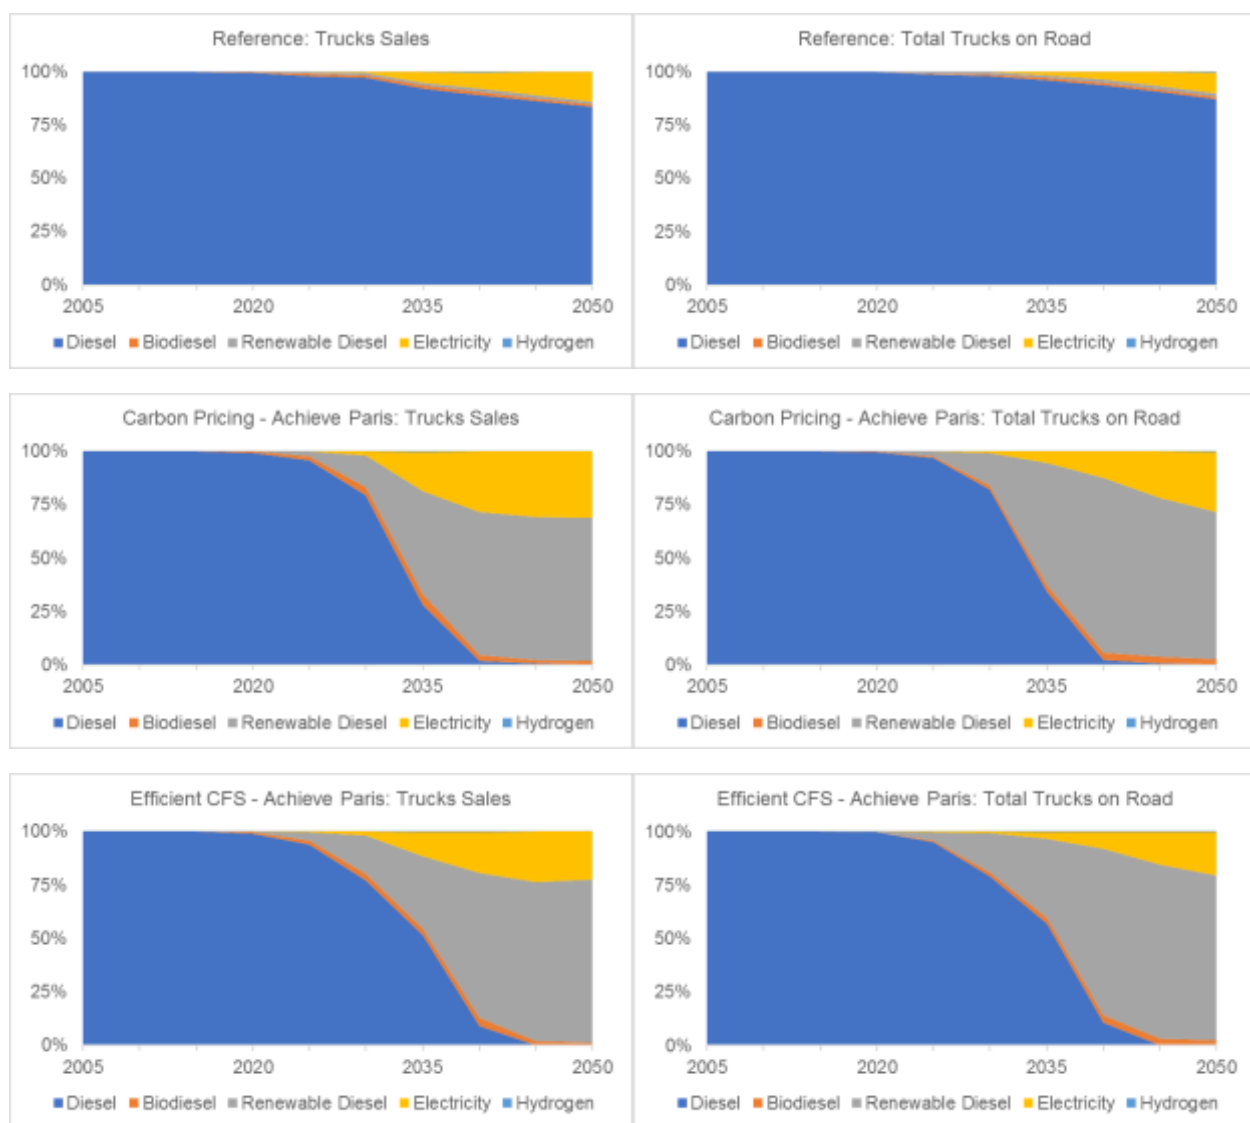 Reference: Trucks Sales
100%
75%
50%
25%
0%
2005 2020 2035 2050
Diesel Biodiesel Renewable Diesel Electricity Hydrogen
Reference: Total Trucks on Road
100%
75%
50%
25%
0%
2005 2020 2035 2050
Diesel Biodiesel Renewable Diesel Electricity Hydrogen
Carbon Pricing - Achieve Paris: Trucks Sales
100%
75%
50%
25%
0%
2005 2020 2035 2050
Diesel Biodiesel Renewable Diesel Electricity Hydrogen
Carbon Pricing - Achieve Paris: Total Trucks on Road
100%
75%
50%
25%
0%
2005 2020 2035 2050
Diesel Biodiesel Renewable Diesel Electricity Hydrogen
Efficient CFS - Achieve Paris: Trucks Sales
100%
75%
50%
25%
0%
2005 2020 2035 2050
Diesel Biodiesel Renewable Diesel Electricity Hydrogen
Efficient CFS - Achieve Paris: Total Trucks on Road
100%
75%
50%
25%
0%
2005 2020 2035 2050
Diesel Biodiesel Renewable Diesel Electricity Hydrogen